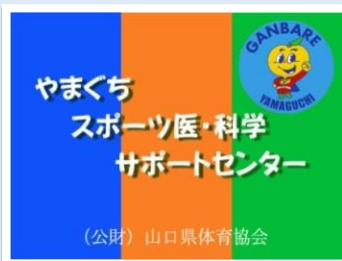 GANBARE
YAMAGUCHI
やまぐち
スポーツ医・科学
サポートセンター
(公財) 山口県体育協会